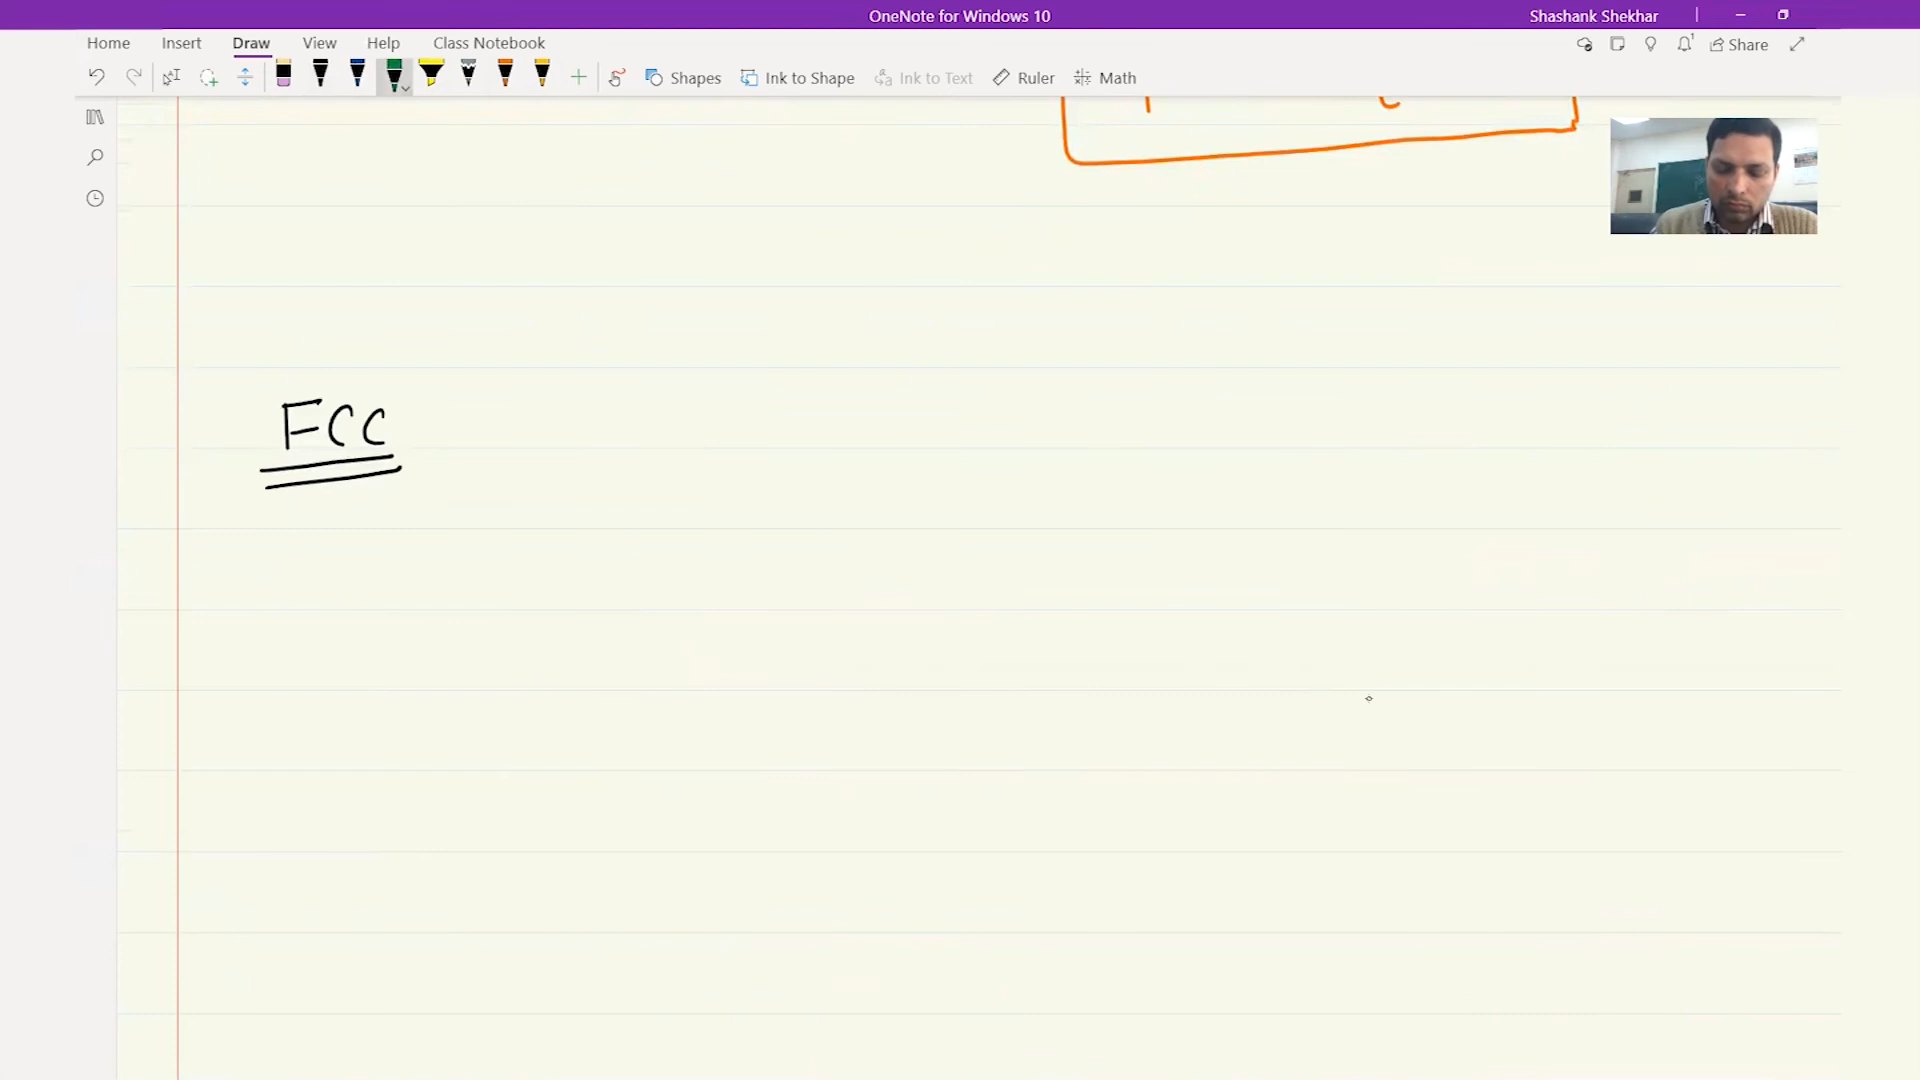 OneNote for Windows 10
Shashank Shekhar
Home Insert Draw View Help Class Notebook
Share
Shapes Ink to Shape Ink to Text Ruler Math
FCC